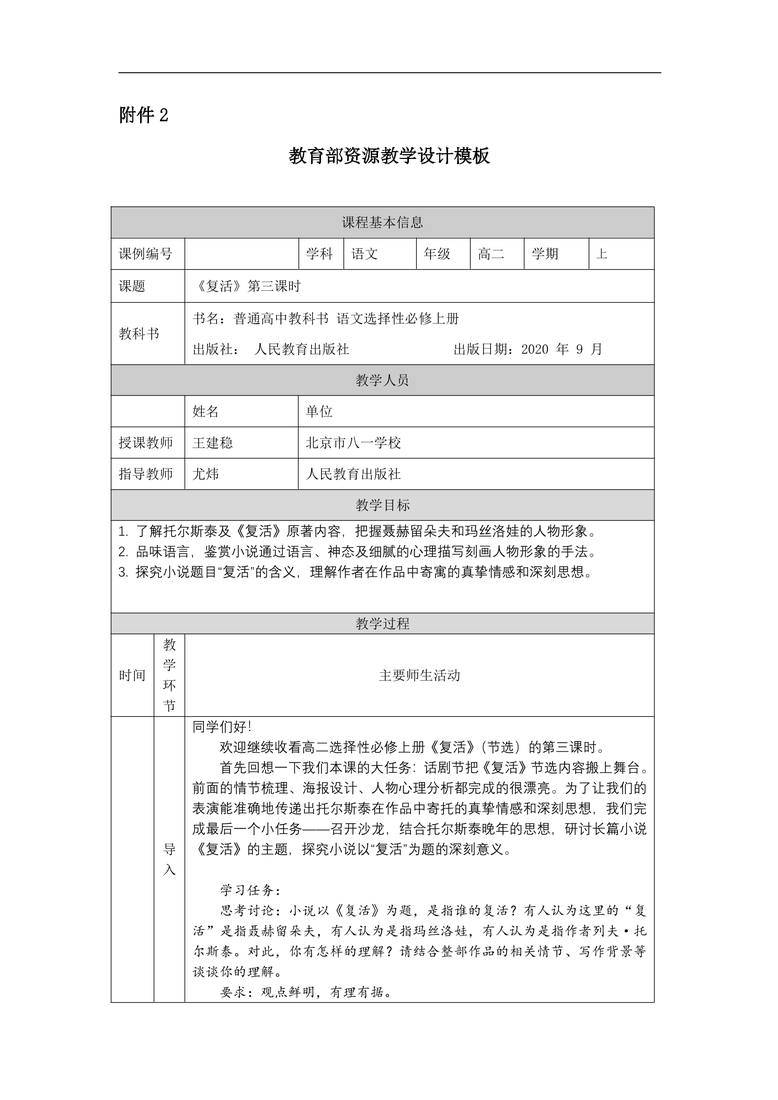 附件 2
教育部资源教学设计模板
课程基本信息
课例编号 学科 语文 年级 高二 学期 上
课题 《复活》第三课时
教科书
书名：普通高中教科书 语文选择性必修上册
出版社： 人民教育出版社 出版日期：2020 年 9 月
教学人员
姓名 单位
授课教师 王建稳 北京市八一学校
指导教师 尤炜 人民教育出版社
教学目标
1. 了解托尔斯泰及《复活》原著内容，把握聂赫留朵夫和玛丝洛娃的人物形象。
2. 品味语言，鉴赏小说通过语言、神态及细腻的心理描写刻画人物形象的手法。
3. 探究小说题目“复活”的含义，理解作者在作品中寄寓的真挚情感和深刻思想。
教学过程
时间
教
学
环
节
主要师生活动
导
入
同学们好！
欢迎继续收看高二选择性必修上册《复活》（节选）的第三课时。
首先回想一下我们本课的大任务：话剧节把《复活》节选内容搬上舞台。
前面的情节梳理、海报设计、人物心理分析都完成的很漂亮。为了让我们的
表演能准确地传递出托尔斯泰在作品中寄托的真挚情感和深刻思想，我们完
成最后一个小任务——召开沙龙，结合托尔斯泰晚年的思想，研讨长篇小说
《复活》的主题，探究小说以“复活”为题的深刻意义。
学习任务：
思考讨论：小说以《复活》为题，是指谁的复活？有人认为这里的“复
活”是指聂赫留朵夫，有人认为是指玛丝洛娃，有人认为是指作者列夫·托
尔斯泰。对此，你有怎样的理解？请结合整部作品的相关情节、写作背景等
谈谈你的理解。
要求：观点鲜明，有理有据。